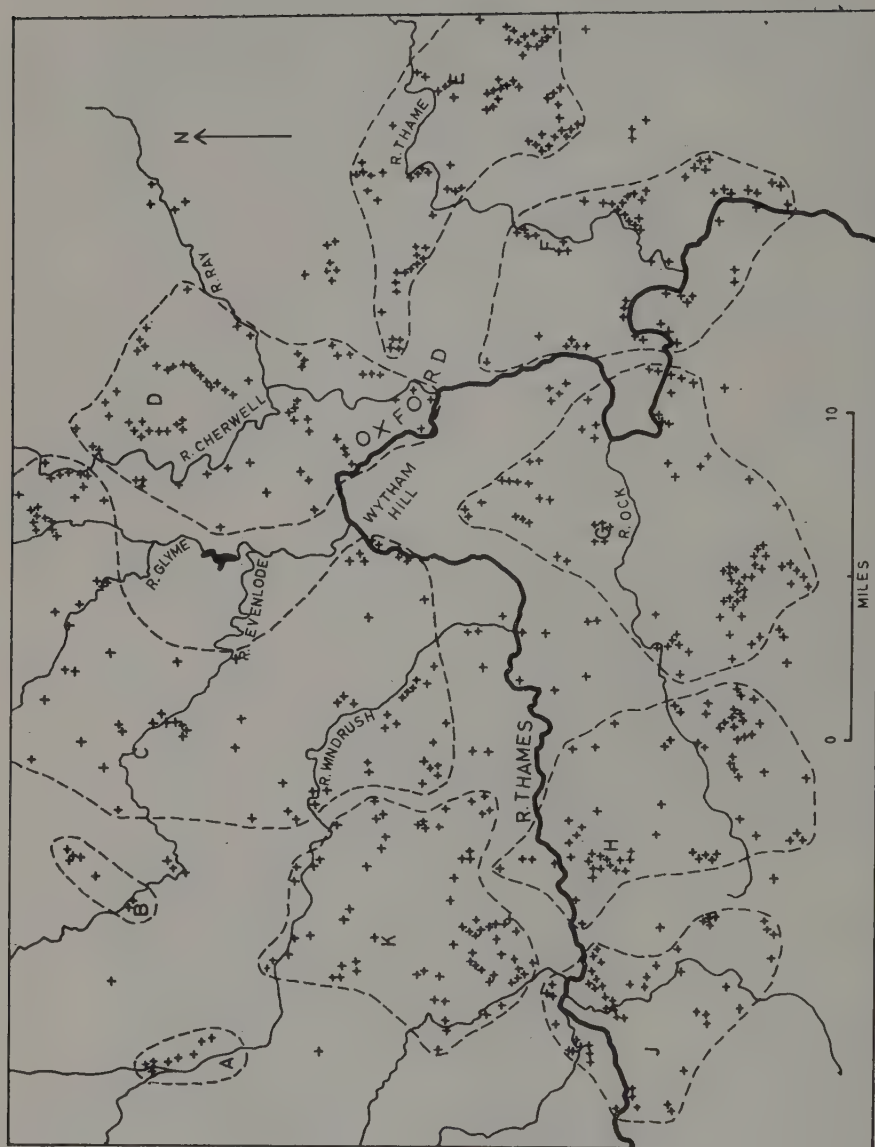 N
R. RAY
R. THAME
E
D
R. CHERWELL
OXFORD
F
R. GLYME
R. EVENLODE
WYTHAM
HILL
G
R. OCK
R. WINDRUSH
R. THAMES
B
K
H
A
J
10
0
MILES